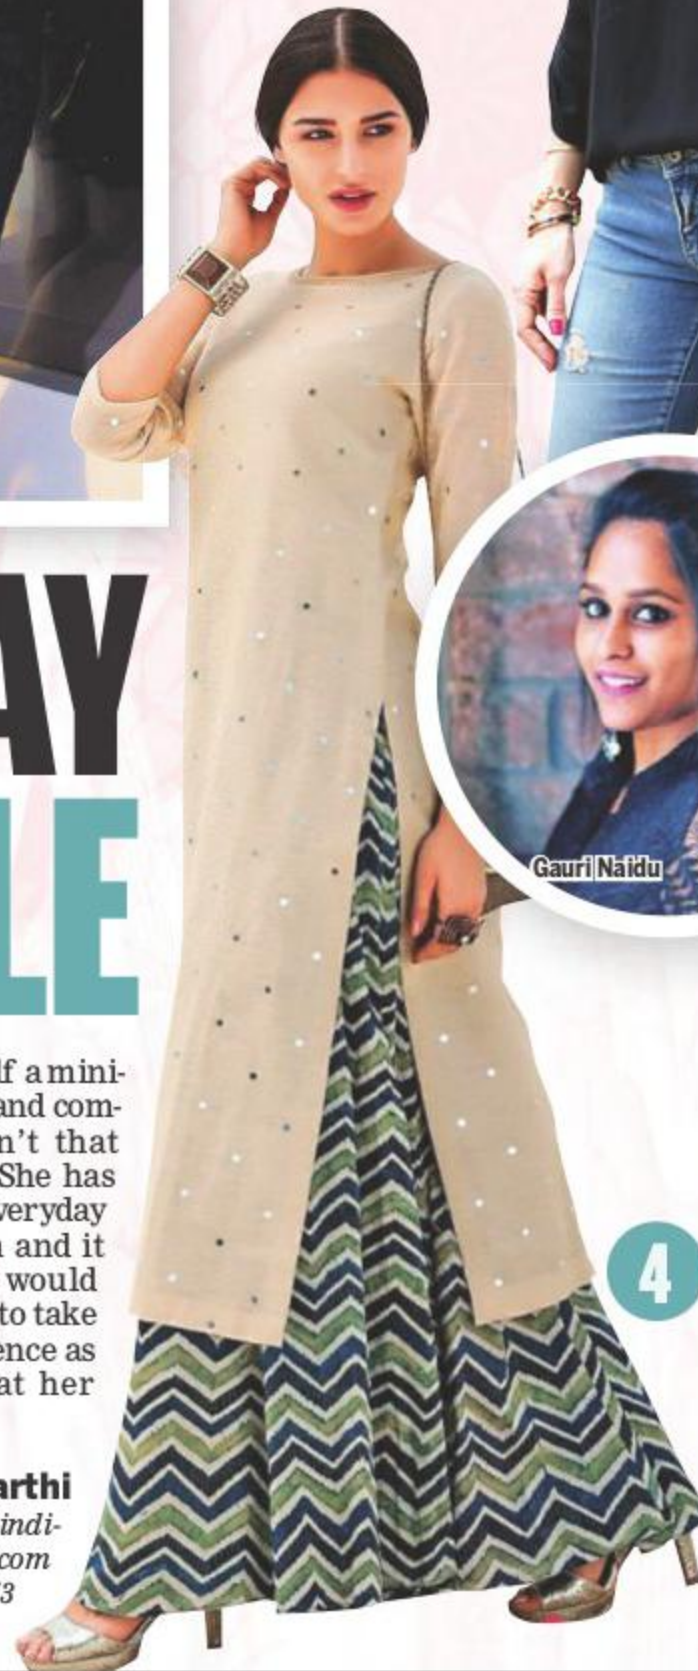 AY
LE
lf a mini-
and com-
n't that
She has
veryday
and it
would
to take
ence as
at her
arthi
indi-
com
3
Gauri Naidu
4